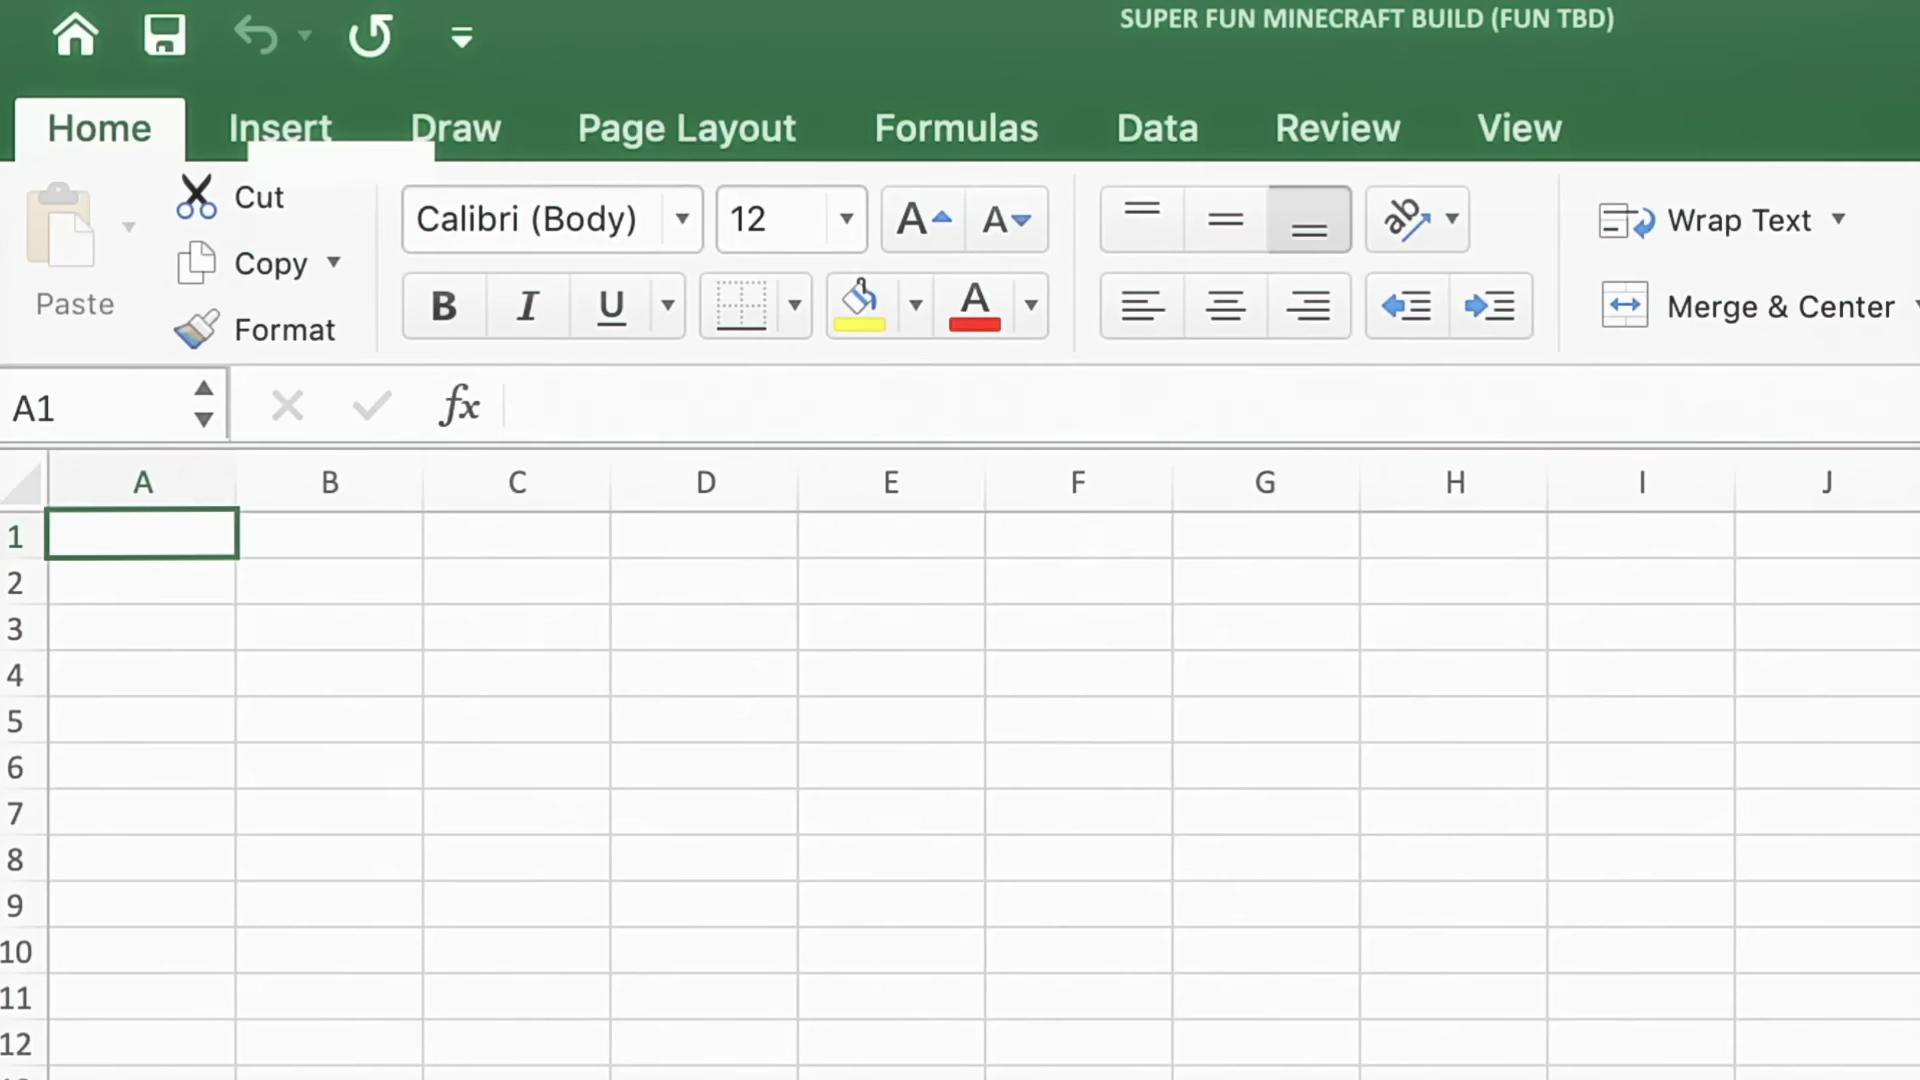 SUPER FUN MINECRAFT BUILD (FUN TBD)
Home Insert Draw Page Layout Formulas Data Review View
Cut
Calibri (Body) 12 A A ab Wrap Text
Copy
Paste B I U A Merge & Center
Format
A1 fx
A B C D E F G H I J
1
2
3
4
5
6
7
8
9
10
11
12